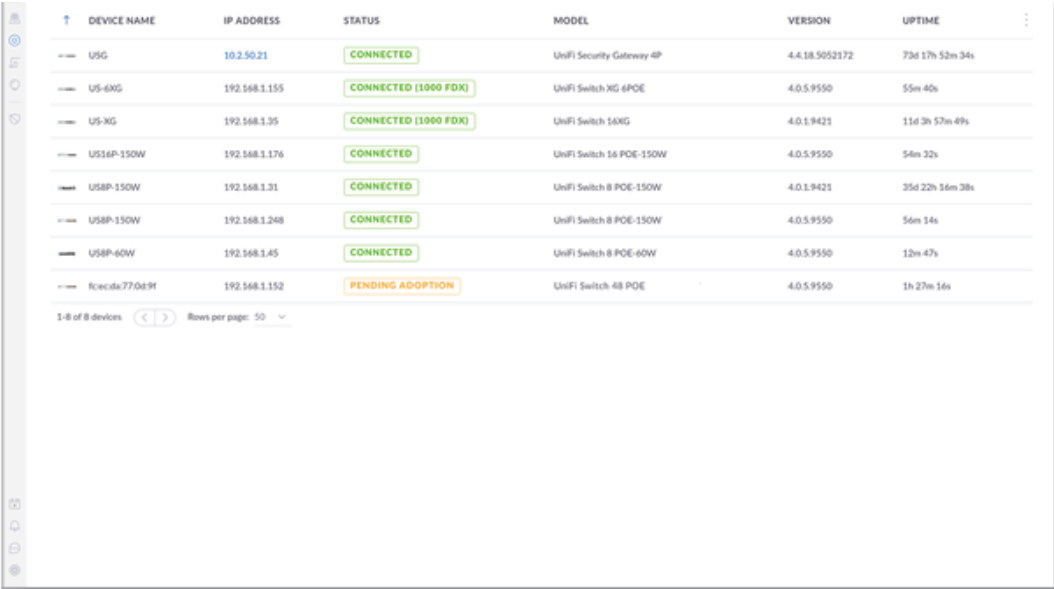 ↑ DEVICE NAME IP ADDRESS STATUS MODEL VERSION UPTIME
USG 10.2.50.21 CONNECTED UniFi Security Gateway 4P 4.4.18.5052172 73d 17h 52m 34s
US-6XG 192.168.1.155 CONNECTED (1000 FDX) UniFi Switch XG 6POE 4.0.5.9550 55m 40s
US-XG 192.168.1.35 CONNECTED (1000 FDX) UniFi Switch 16XG 4.0.1.9421 11d 3h 57m 49s
US16P-150W 192.168.1.176 CONNECTED UniFi Switch 16 POE-150W 4.0.5.9550 54m 32s
US8P-150W 192.168.1.31 CONNECTED UniFi Switch 8 POE-150W 4.0.1.9421 35d 22h 16m 38s
US8P-150W 192.168.1.248 CONNECTED UniFi Switch 8 POE-150W 4.0.5.9550 56m 14s
US8P-60W 192.168.1.45 CONNECTED UniFi Switch 8 POE-60W 4.0.5.9550 12m 47s
fc:ec:da:77:0d:9f 192.168.1.152 PENDING ADOPTION UniFi Switch 48 POE 4.0.5.9550 1h 27m 16s
1-8 of 8 devices < > Rows per page: 50